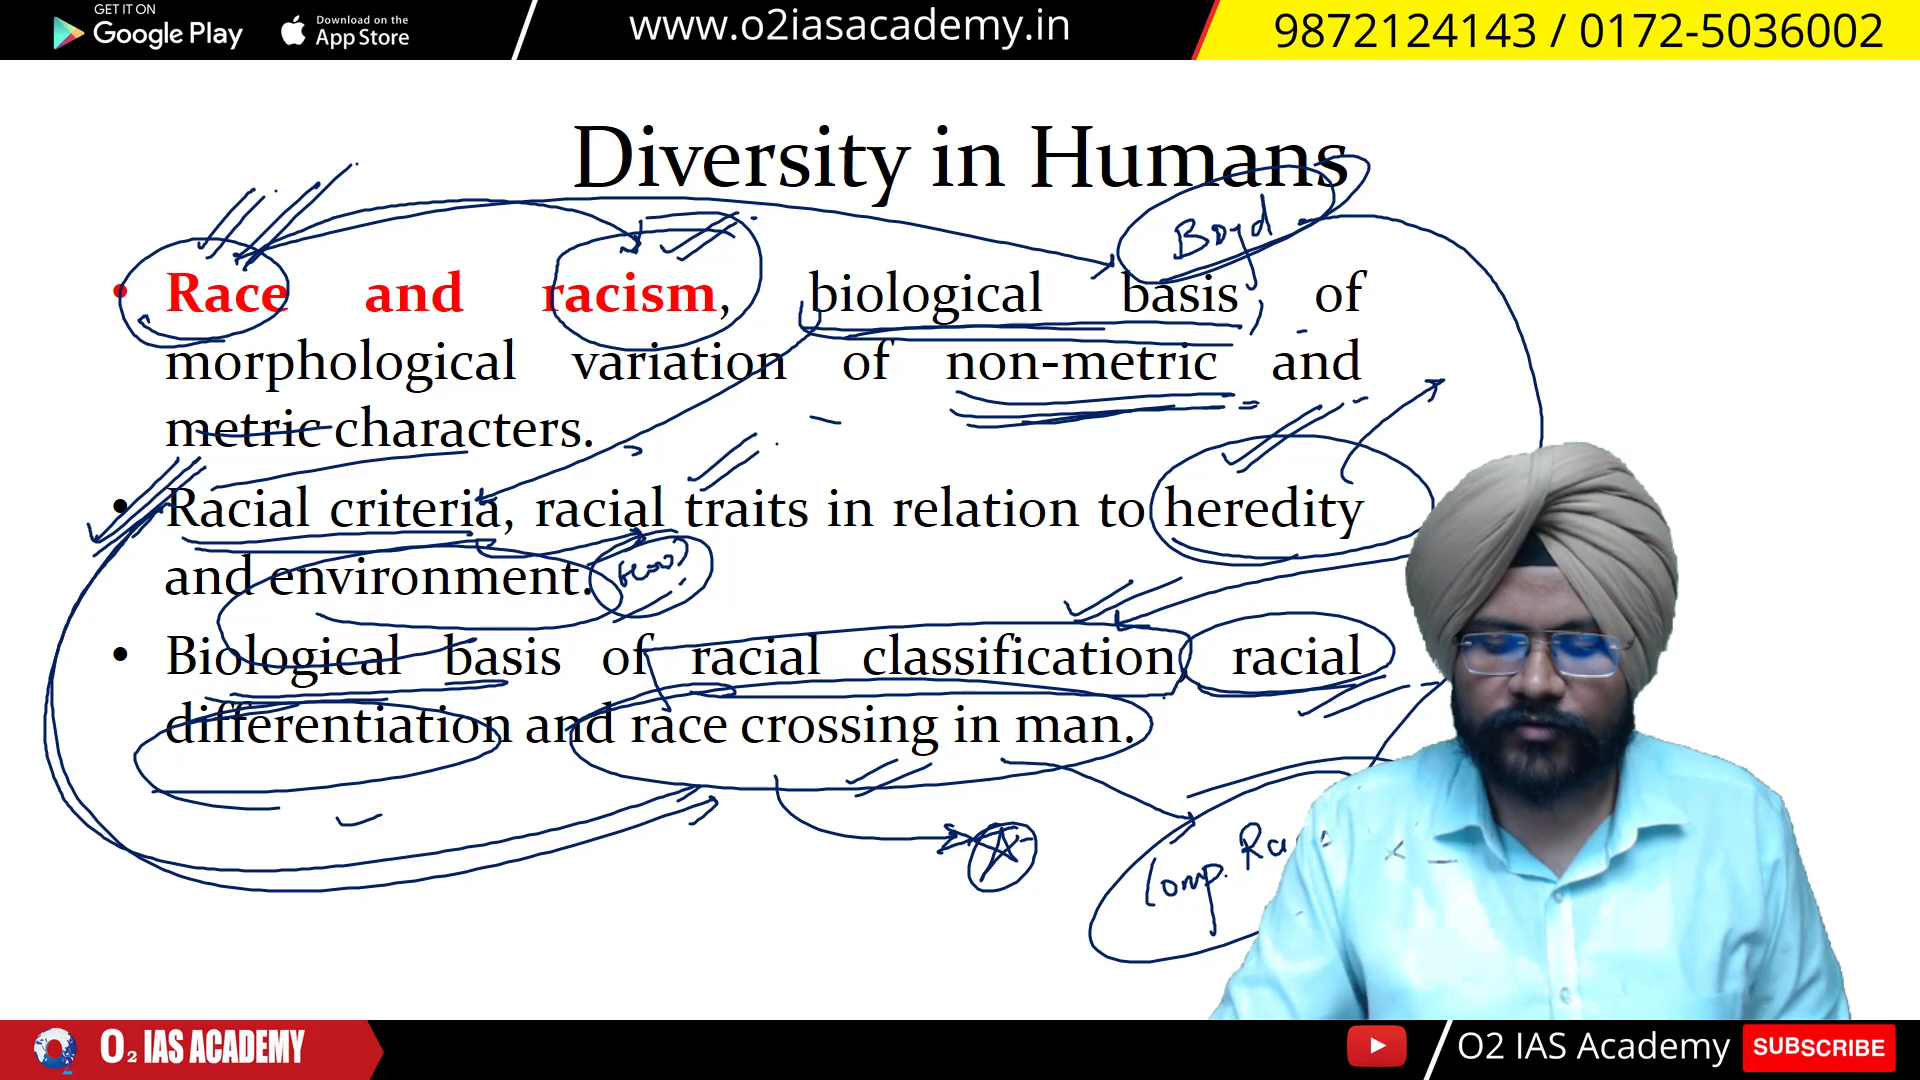 GET IT ON
Google Play
Download on the
App Store
www.o2iasacademy.in
9872124143 / 0172-5036002
Diversity in Humans
Boyd
• Race and racism, biological basis of
morphological variation of non-metric and
metric characters.
• Racial criteria, racial traits in relation to heredity
and environment.
• Biological basis of racial classification racial
differentiation and race crossing in man.
Comp.
O2 IAS ACADEMY
O2 IAS Academy
SUBSCRIBE